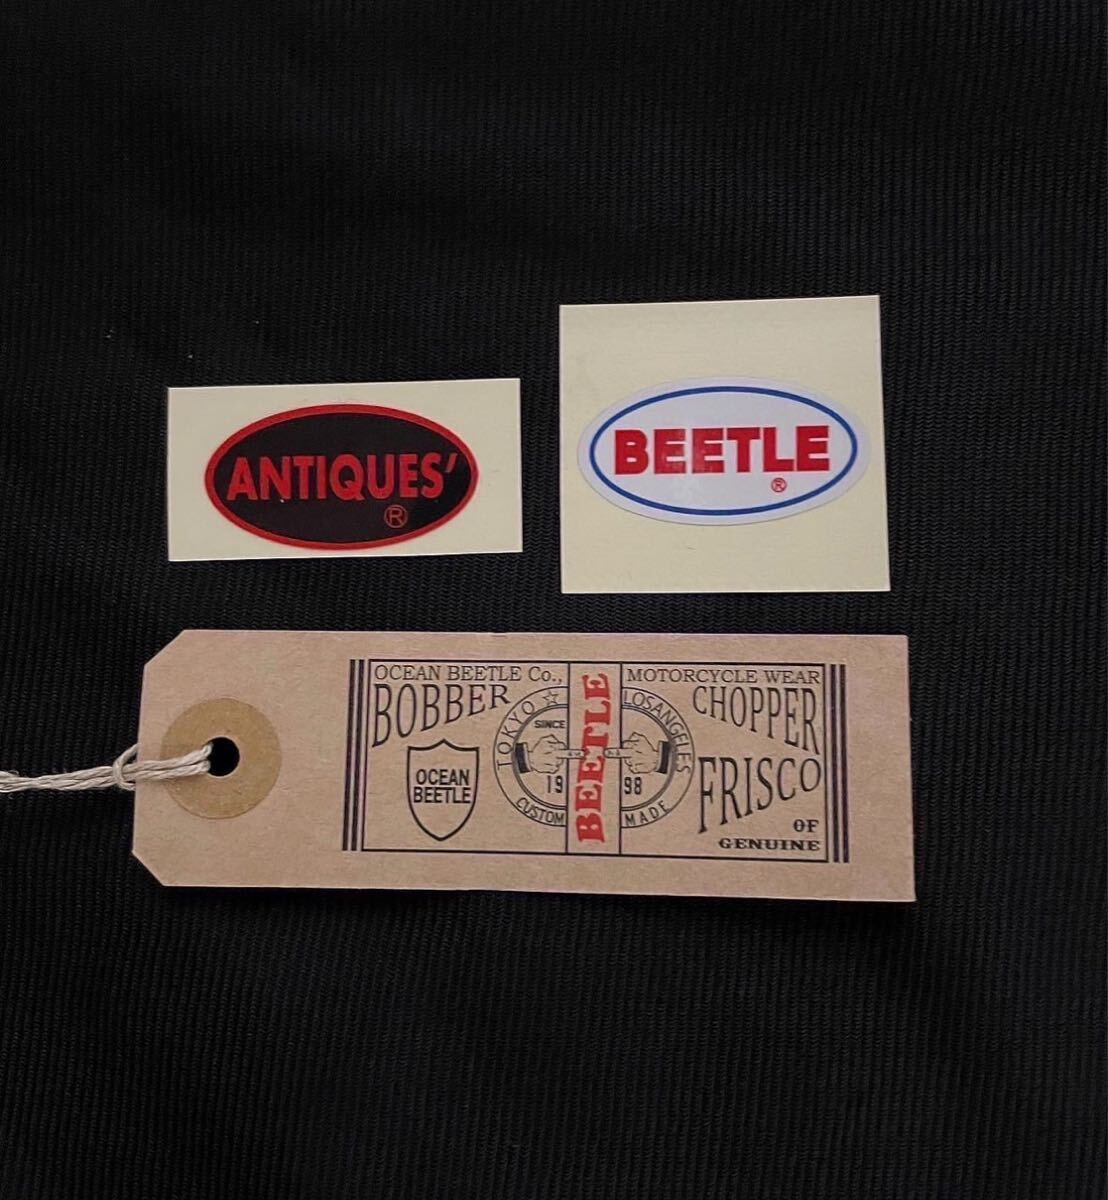 ANTIQUES'
®
BEETLE
®
OCEAN BEETLE Co.,
MOTORCYCLE WEAR
BOBBER
CHOPPER
TOKYO ☆
LOSANGELES
SINCE
BEETLE
OCEAN
BEETLE
19
98
FRISCO
CUSTOM
MADE
OF
GENUINE